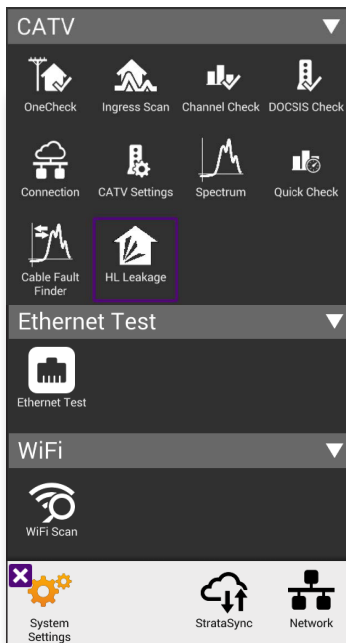 CATV
OneCheck
Ingress Scan
Channel Check
DOCSIS Check
Connection
CATV Settings
Spectrum
Quick Check
Cable Fault
Finder
HL Leakage
Ethernet Test
Ethernet Test
WiFi
WiFi Scan
System
Settings
StrataSync
Network